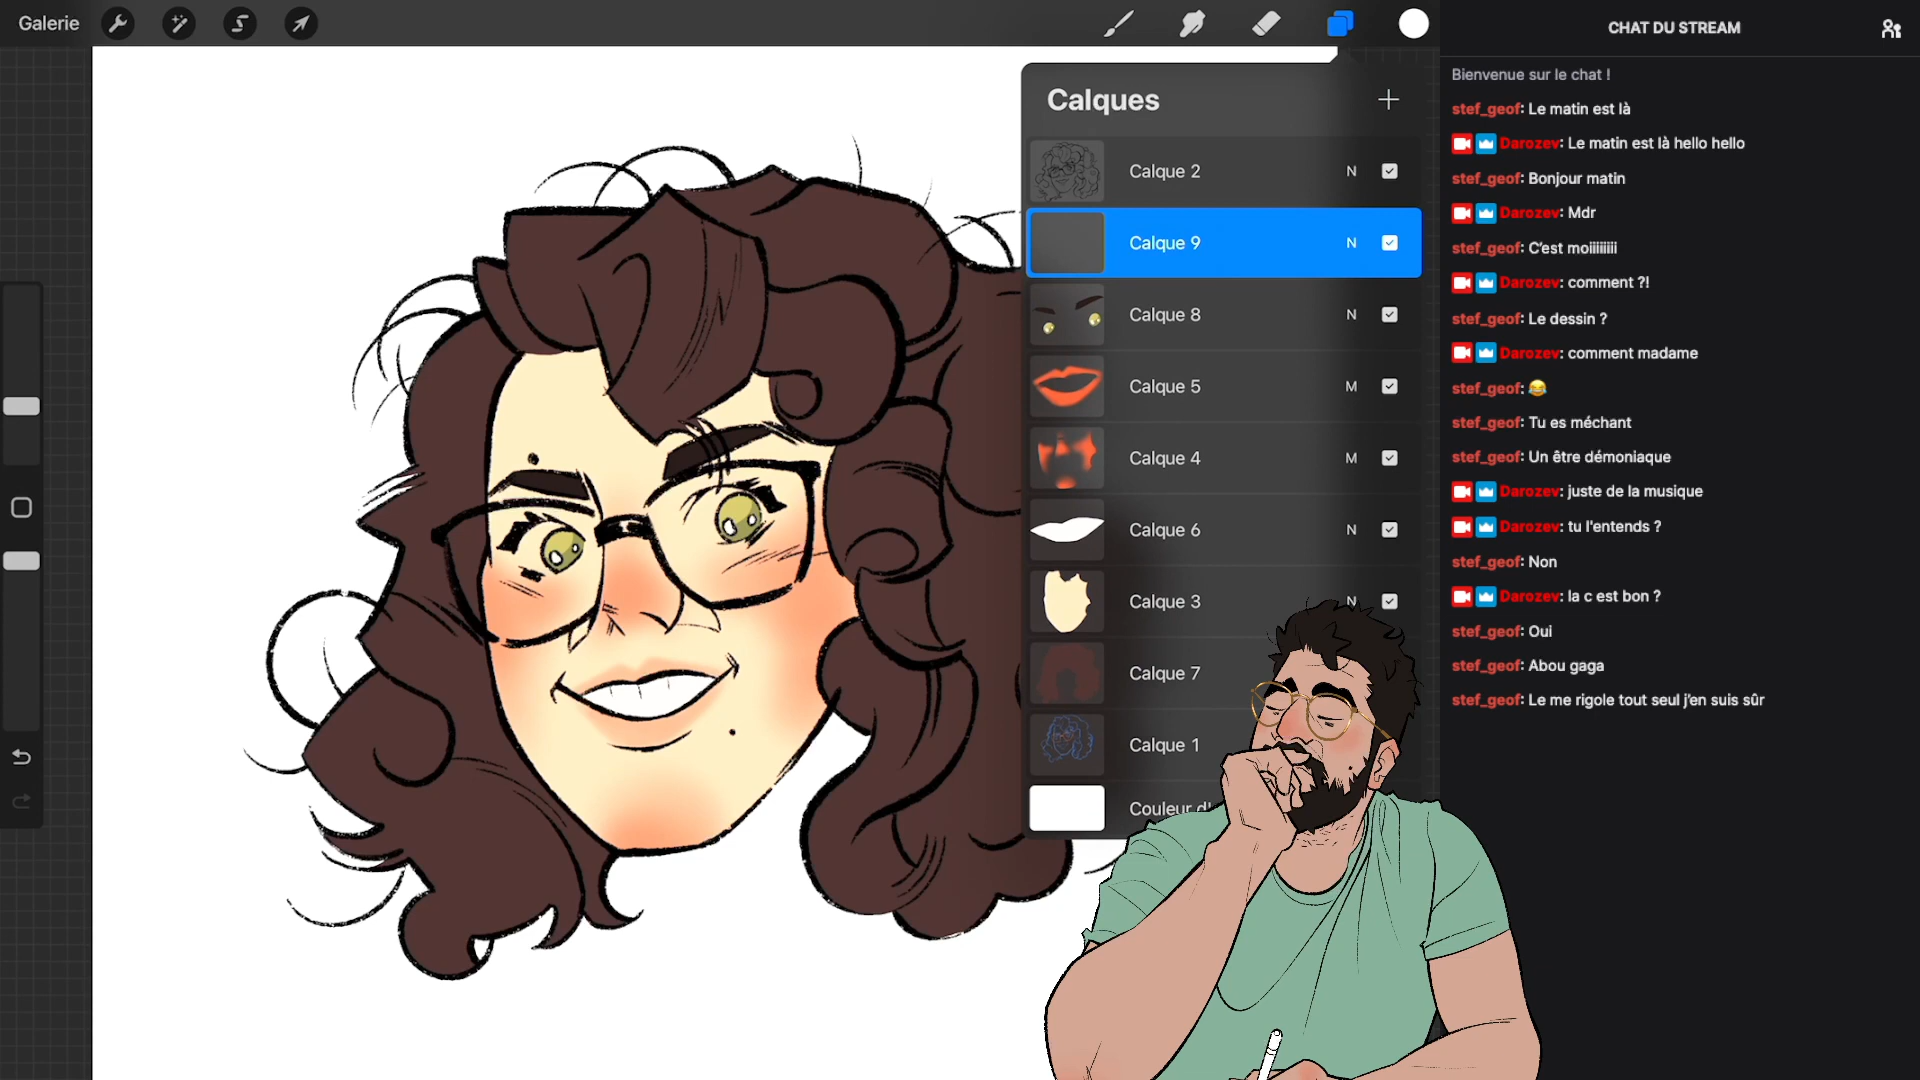 Galerie
Calques
Calque 2 N
Calque 9 N
Calque 8 N
Calque 5 M
Calque 4 M
Calque 6 N
Calque 3 N
Calque 7
Calque 1
Couleur d'
CHAT DU STREAM
Bienvenue sur le chat !
stef_geof: Le matin est là
Darozev: Le matin est là hello hello
stef_geof: Bonjour matin
Darozev: Mdr
stef_geof: C'est moiiiiiiiii
Darozev: comment ?!
stef_geof: Le dessin ?
Darozev: comment madame
stef_geof: 😂
stef_geof: Tu es méchant
stef_geof: Un être démoniaque
Darozev: juste de la musique
Darozev: tu l'entends ?
stef_geof: Non
Darozev: la c est bon ?
stef_geof: Oui
stef_geof: Abou gaga
stef_geof: Le me rigole tout seul j'en suis sûr